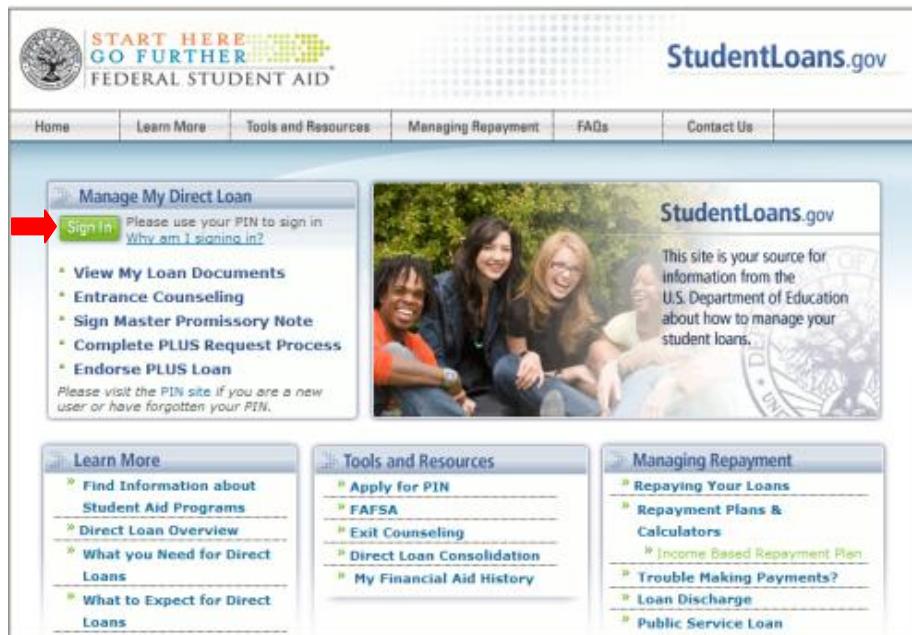 START HERE
GO FURTHER
FEDERAL STUDENT AID
StudentLoans.gov
Home Learn More Tools and Resources Managing Repayment FAQs Contact Us
Manage My Direct Loan
Sign In
Please use your PIN to sign in
Why am I signing in?
View My Loan Documents
Entrance Counseling
Sign Master Promissory Note
Complete PLUS Request Process
Endorse PLUS Loan
Please visit the PIN site if you are a new
user or have forgotten your PIN.
StudentLoans.gov
This site is your source for
information from the
U.S. Department of Education
about how to manage your
student loans.
Learn More
Find Information about
Student Aid Programs
Direct Loan Overview
What you Need for Direct
Loans
What to Expect for Direct
Loans
Tools and Resources
Apply for PIN
FAFSA
Exit Counseling
Direct Loan Consolidation
My Financial Aid History
Managing Repayment
Repaying Your Loans
Repayment Plans &
Calculators
Income Based Repayment Plan
Trouble Making Payments?
Loan Discharge
Public Service Loan